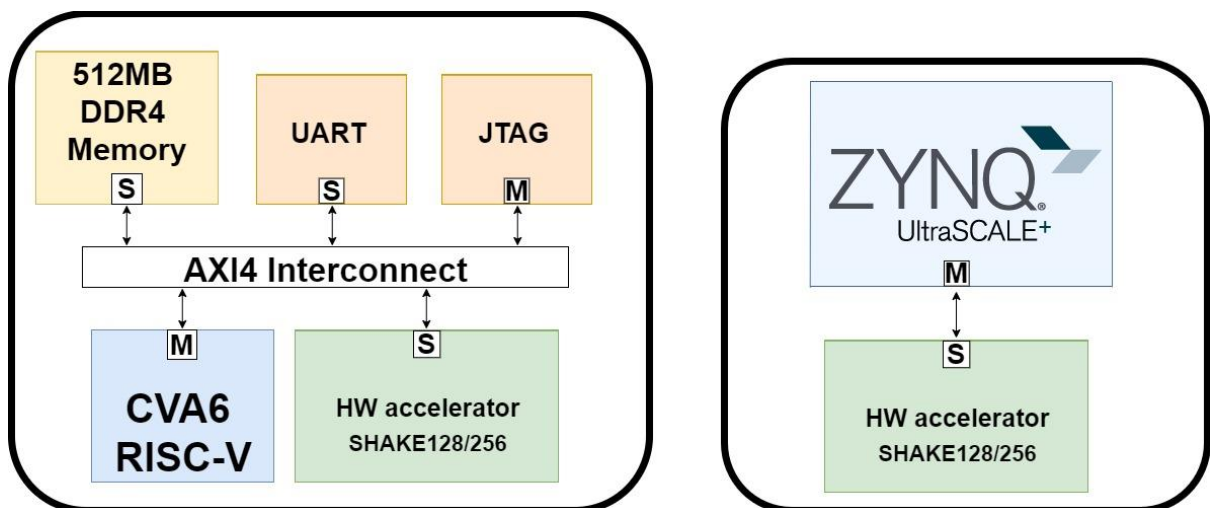 512MB
DDR4
Memory
S
UART
S
JTAG
M
AXI4 Interconnect
M
CVA6
RISC-V
S
HW accelerator
SHAKE128/256
ZYNQ®
UltraSCALE+
M
S
HW accelerator
SHAKE128/256